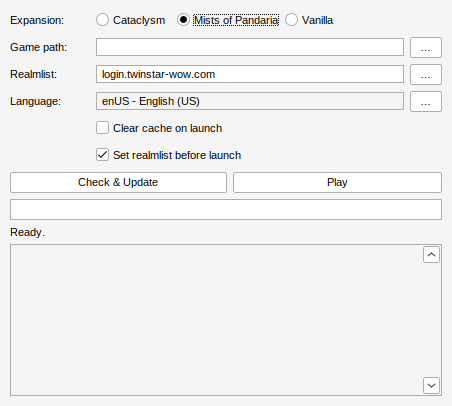 Expansion: Cataclysm Mists of Pandaria Vanilla
Game path: ...
Realmlist: login.twinstar-wow.com ...
Language: enUS - English (US) ...
Clear cache on launch
Set realmlist before launch
Check & Update Play
Ready.